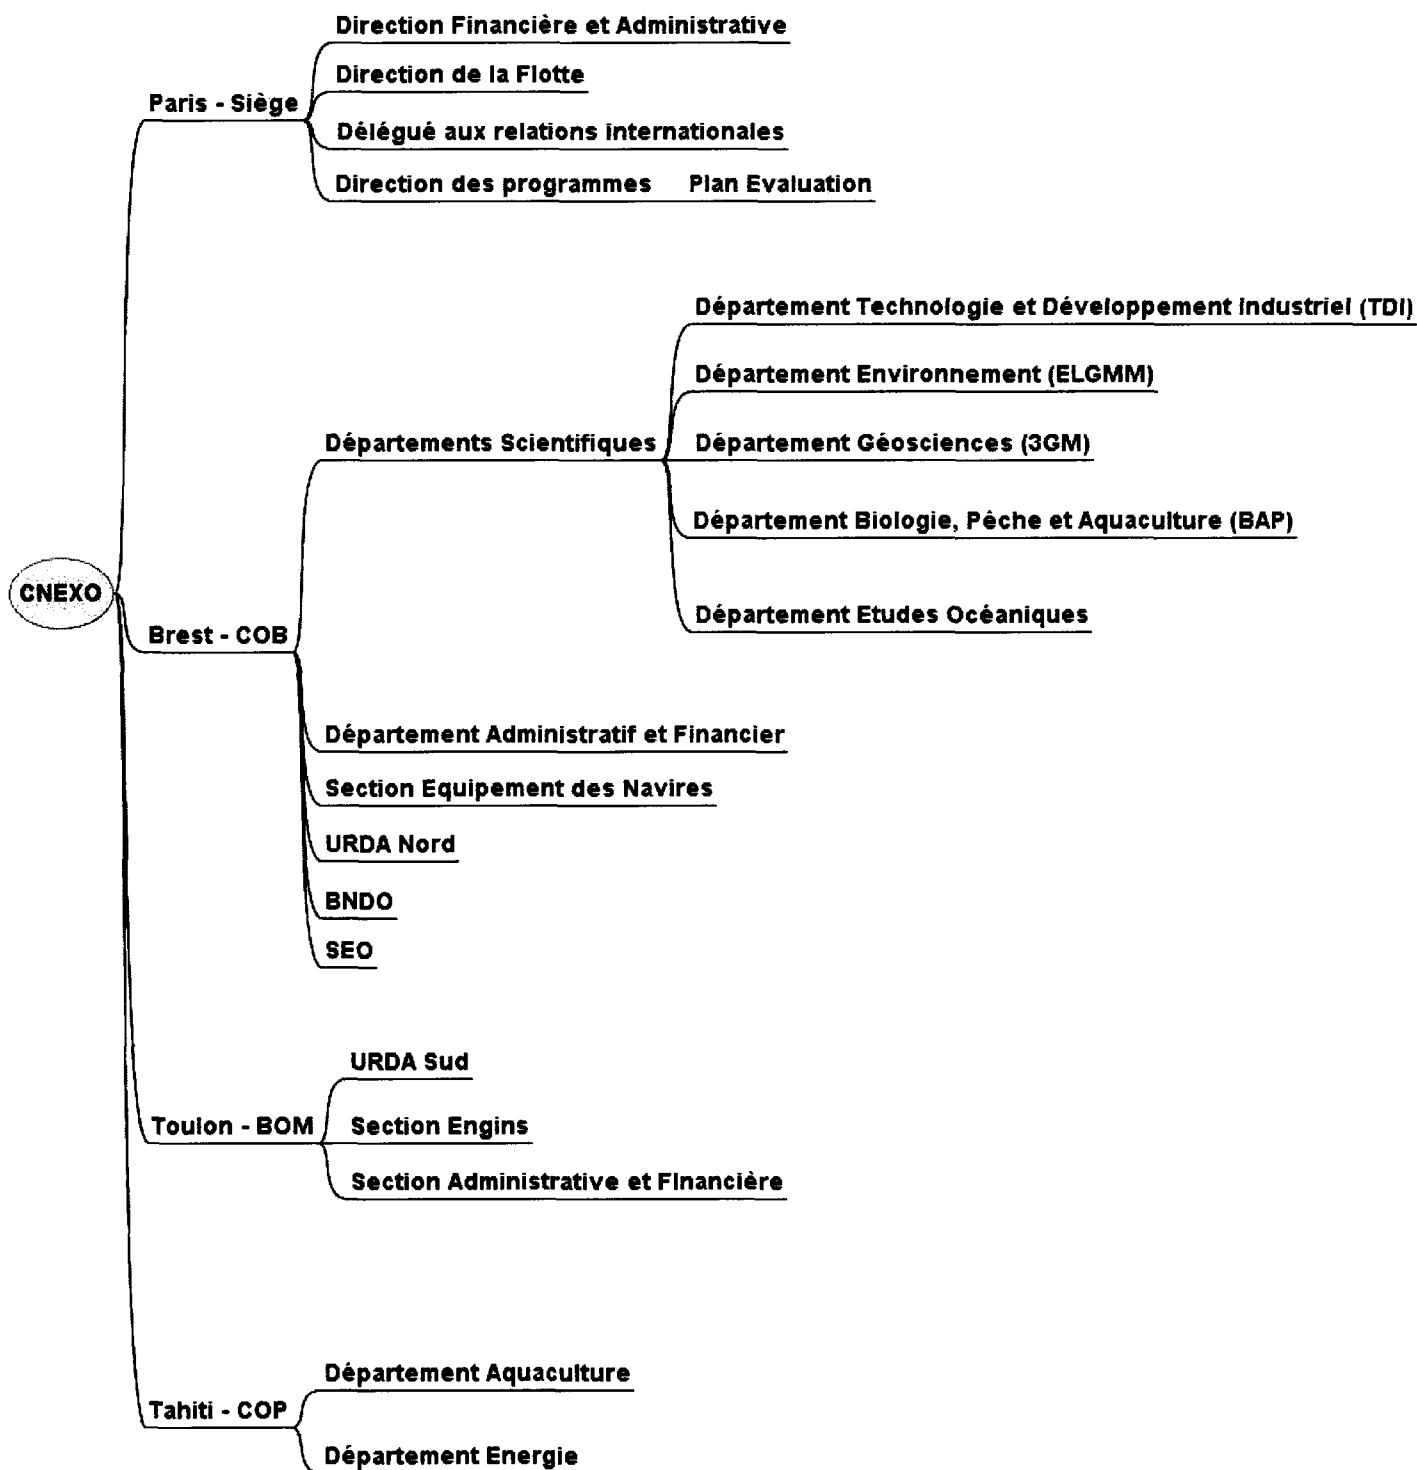 Direction Financière et Administrative
Direction de la Flotte
Paris - Siège
Délégué aux relations internationales
Direction des programmes Plan Evaluation
Département Technologie et Développement Industriel (TDI)
Département Environnement (ELGMM)
Départements Scientifiques
Département Géosciences (3GM)
Département Biologie, Pêche et Aquaculture (BAP)
CNEXO
Département Etudes Océaniques
Brest - COB
Département Administratif et Financier
Section Equipement des Navires
URDA Nord
BNDO
SEO
URDA Sud
Toulon - BOM
Section Engins
Section Administrative et Financière
Département Aquaculture
Tahiti - COP
Département Energie